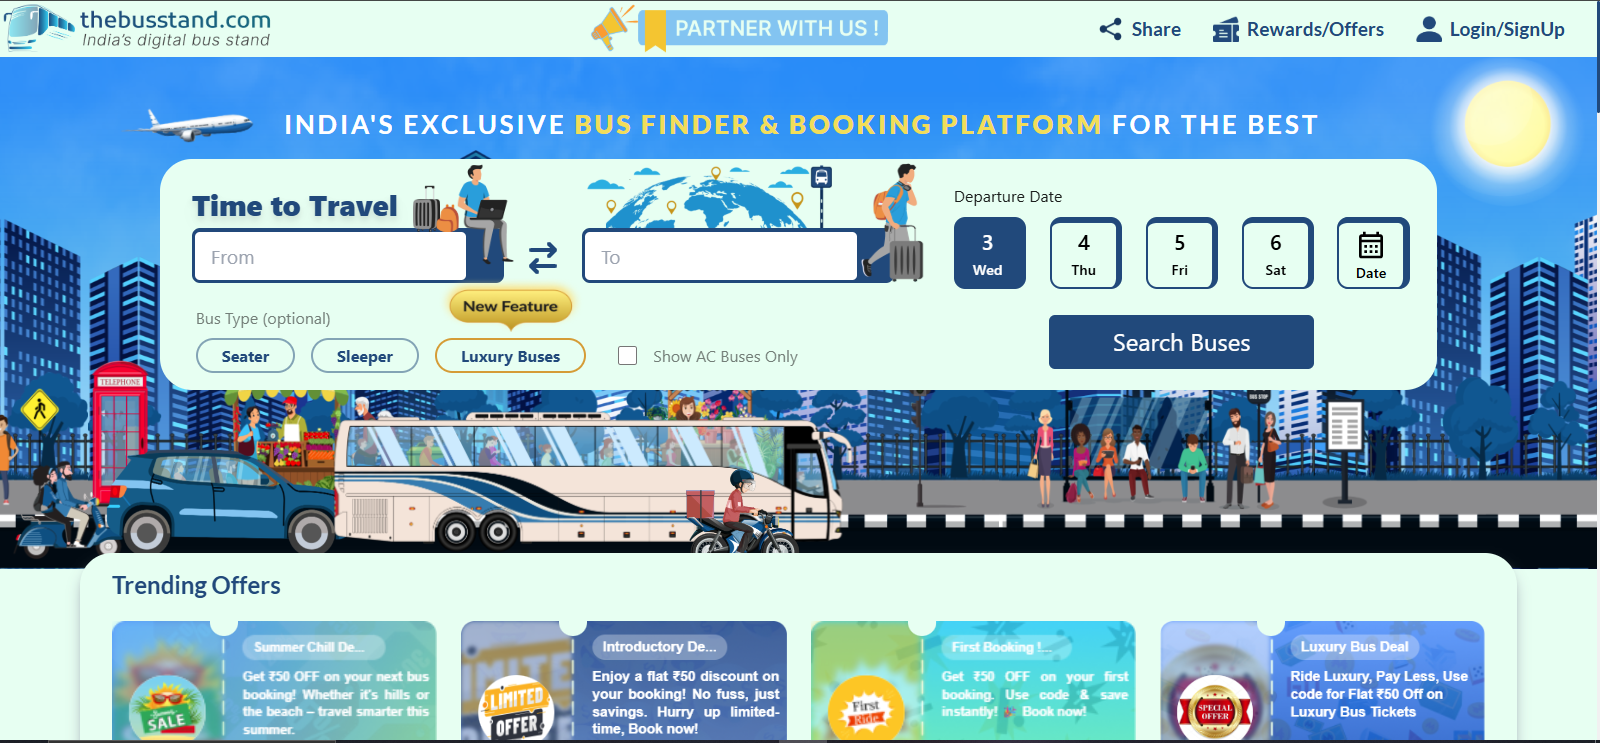 thebusstand.com
India's digital bus stand
PARTNER WITH US !
Share
Rewards/Offers
Login/SignUp
INDIA'S EXCLUSIVE BUS FINDER & BOOKING PLATFORM FOR THE BEST
Time to Travel
From
To
Departure Date
3
Wed
4
Thu
5
Fri
6
Sat
Date
New Feature
Bus Type (optional)
Seater
Sleeper
Luxury Buses
Show AC Buses Only
Search Buses
TELEPHONE
BUS STOP
Trending Offers
Summer Chill De...
Get ₹50 OFF on your next bus
booking! Whether it's hills or
the beach – travel smarter this
summer.
SALE
Introductory De...
Enjoy a flat ₹50 discount on
your booking! No fuss, just
savings. Hurry up limited-
time, Book now!
LIMITED
OFFER
First Booking !...
Get ₹50 OFF on your first
booking. Use code & save
instantly! 🎉 Book now!
First
Ride
Luxury Bus Deal
Ride Luxury, Pay Less, Use
code for Flat ₹50 Off on
Luxury Bus Tickets
SPECIAL
OFFER